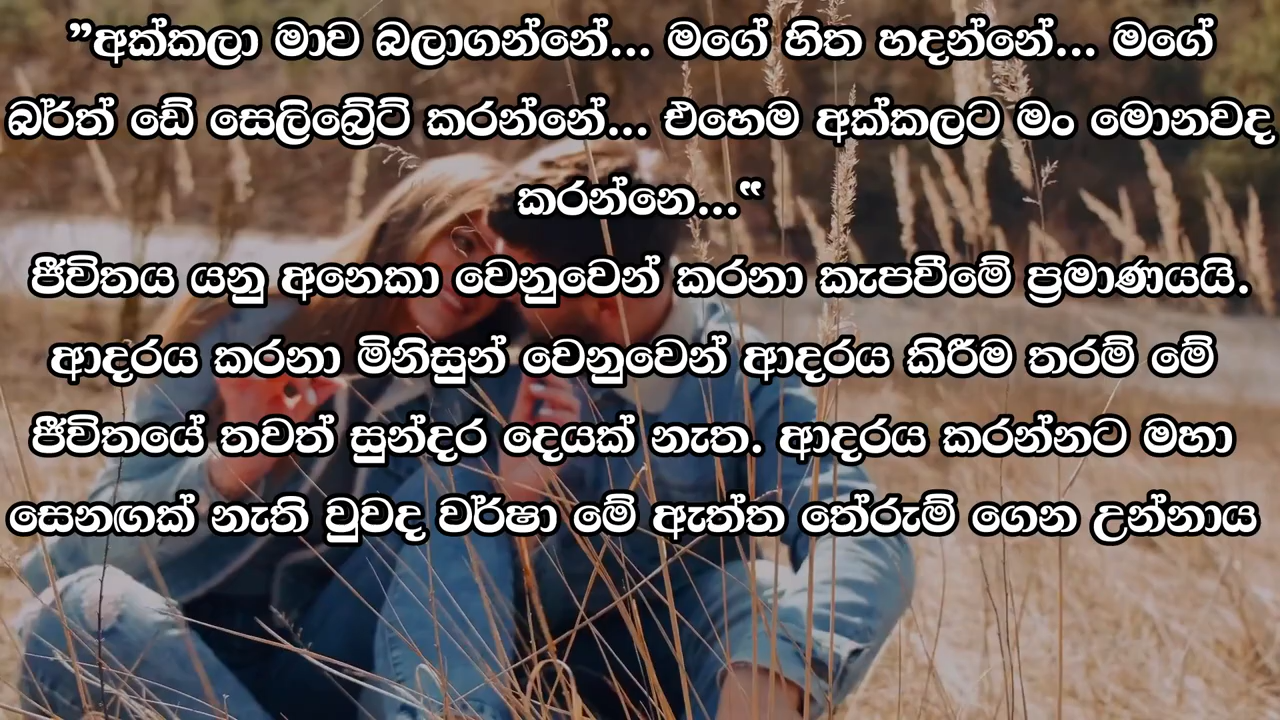 ”අක්කලා මාව බලාගන්නේ... මගේ හිත හදන්නේ... මගේ
බර්ත් ඩේ සෙලිබ්‍රේට් කරන්නේ... එහෙම අක්කලට මං මොනවද
කරන්නෙ..."
ජීවිතය යනු අනෙකා වෙනුවෙන් කරනා කැපවීමේ ප්‍රමාණයයි.
ආදරය කරනා මිනිසුන් වෙනුවෙන් ආදරය කිරීම තරම් මේ
ජීවිතයේ තවත් සුන්දර දෙයක් නැත. ආදරය කරන්නට මහා
සෙනඟක් නැති වුවද වර්ෂා මේ ඇත්ත තේරුම් ගෙන උන්නාය